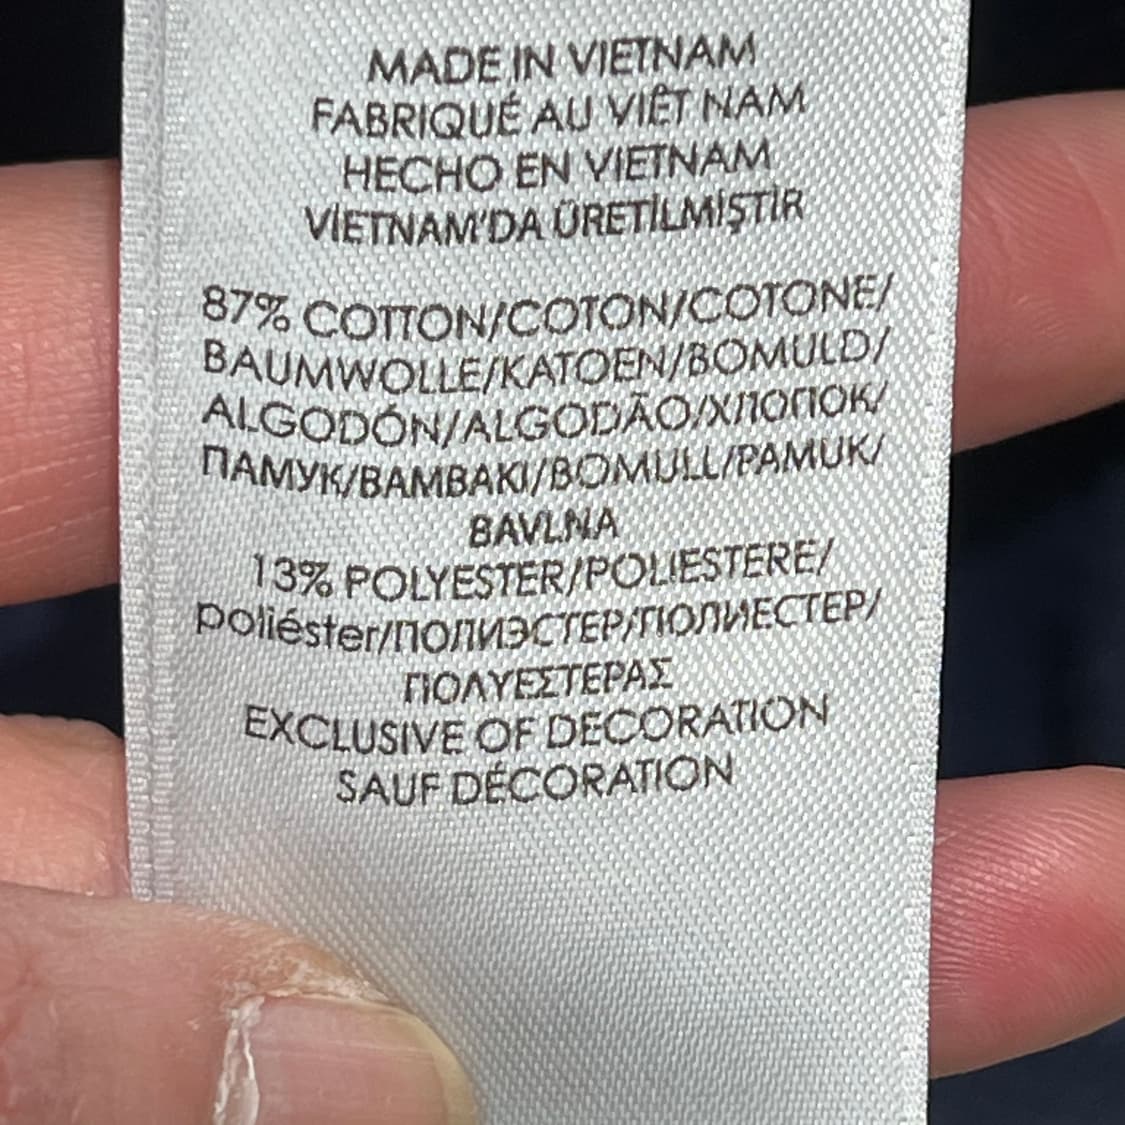 MADE IN VIETNAM
FABRIQUÉ AU VIÊT NAM
HECHO EN VIETNAM
VİETNAM'DA ÜRETİLMİŞTİR
87% COTTON/COTON/COTONE/
BAUMWOLLE/KATOEN/BOMULD/
ALGODÓN/ALGODÃO/ХЛОПОК/
ПАМУК/BAMBAKI/BOMULL/PAMUK/
BAVLNA
13% POLYESTER/POLIESTERE/
poliéster/ПОЛИЭСТЕР/ПОЛИЕСТЕР/
ΠΟΛΥΕΣΤΕΡΑΣ
EXCLUSIVE OF DECORATION
SAUF DÉCORATION